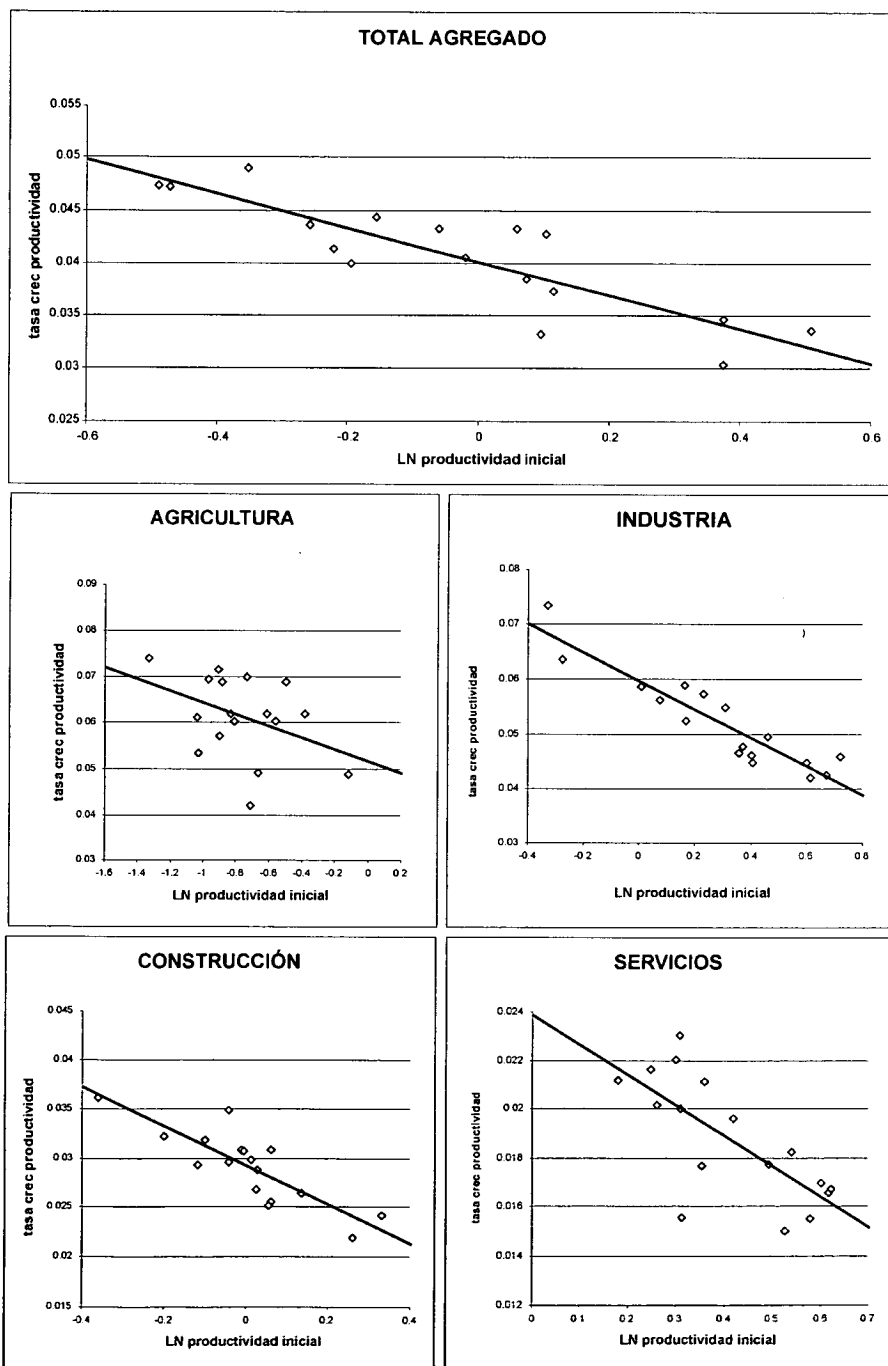 TOTAL AGREGADO
tasa crec productividad
0.055
0.05
0.045
0.04
0.035
0.03
0.025
-0.6 -0.4 -0.2 0 0.2 0.4 0.6
LN productividad inicial
AGRICULTURA
tasa crec productividad
0.09
0.08
0.07
0.06
0.05
0.04
0.03
-1.6 -1.4 -1.2 -1 -0.8 -0.6 -0.4 -0.2 0 0.2
LN productividad inicial
INDUSTRIA
tasa crec productividad
0.08
0.07
0.06
0.05
0.04
0.03
-0.4 -0.2 0 0.2 0.4 0.6 0.8
LN productividad inicial
CONSTRUCCIÓN
tasa crec productividad
0.045
0.04
0.035
0.03
0.025
0.02
0.015
-0.4 -0.2 0 0.2 0.4
LN productividad inicial
SERVICIOS
tasa crec productividad
0.024
0.022
0.02
0.018
0.016
0.014
0.012
0 0.1 0.2 0.3 0.4 0.5 0.6 0.7
LN productividad inicial